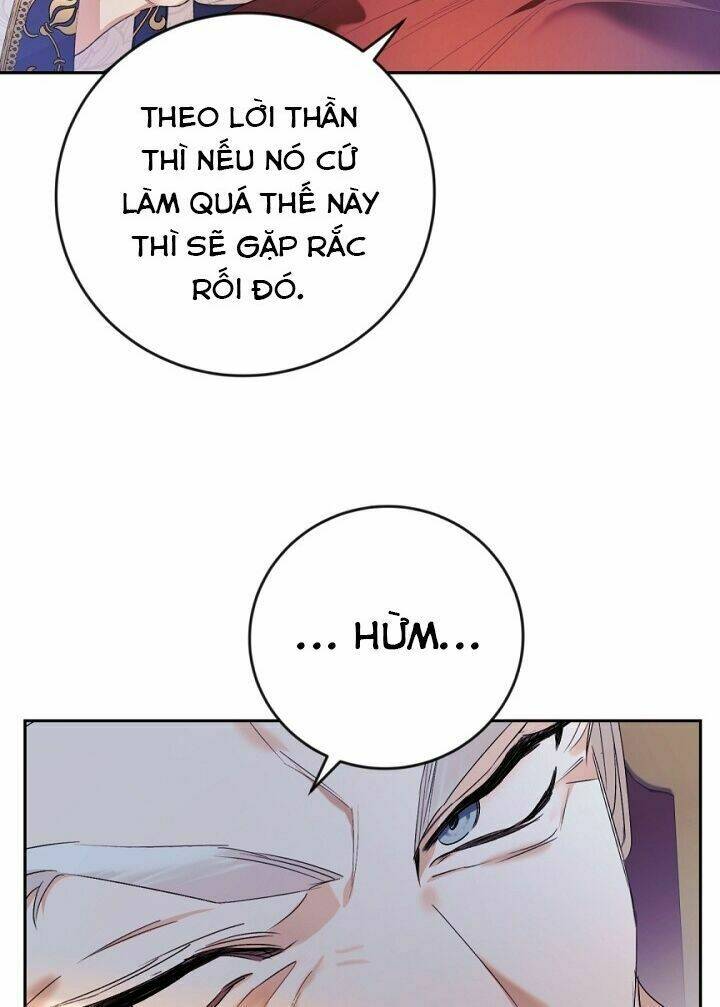 THEO LỜI THẦN
THÌ NẾU NÓ CỨ
LÀM QUÁ THẾ NÀY
THÌ SẼ GẶP RẮC
RỐI ĐÓ.
... HỪM...